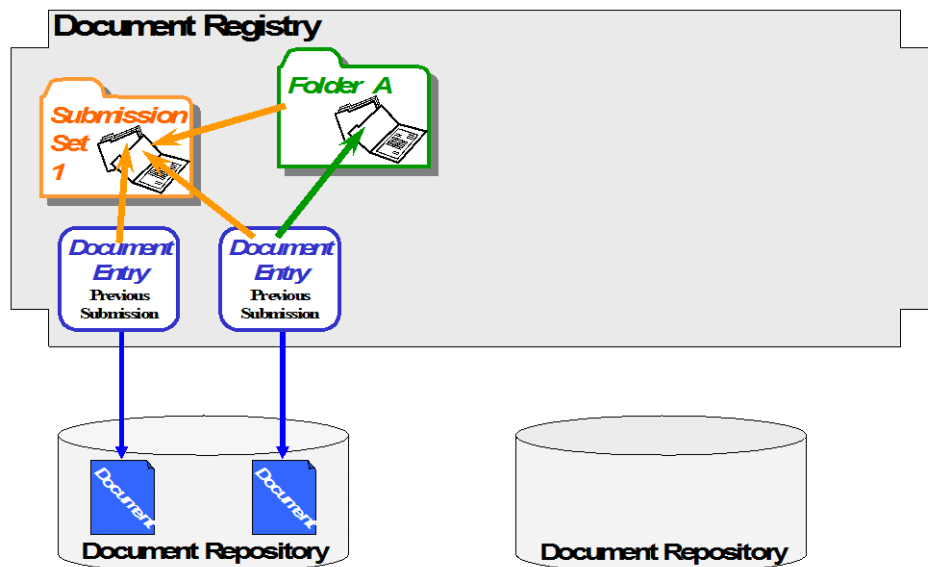 Document Registry
Submission
Set
1
Folder A
Document
Entry
Previous
Submission
Document
Entry
Previous
Submission
Document
Document
Document Repository
Document Repository